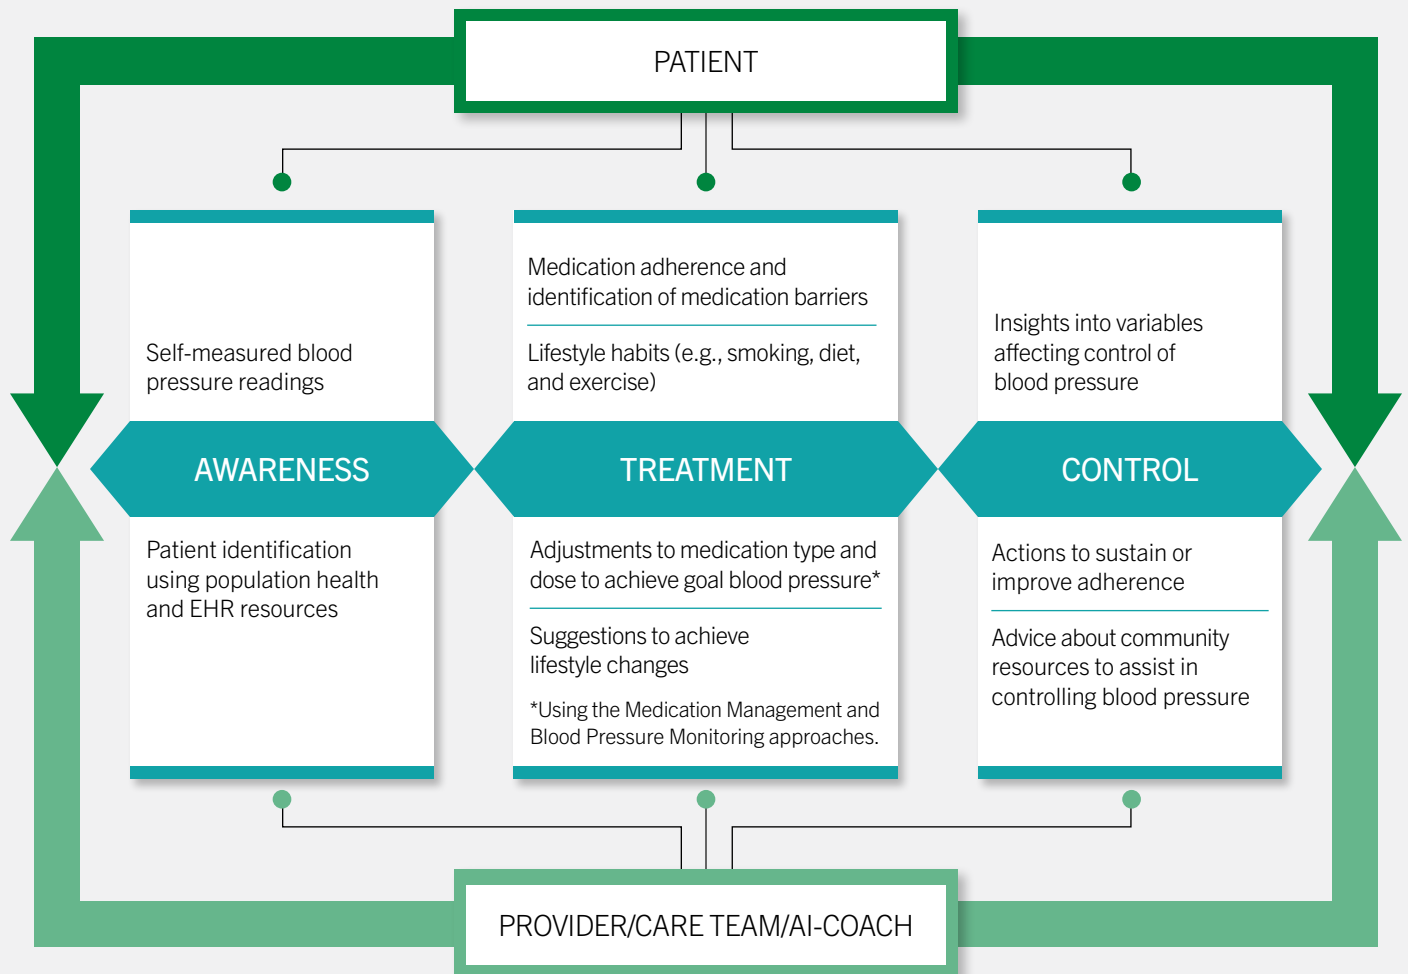 PATIENT
Self-measured blood
pressure readings
Medication adherence and
identification of medication barriers
Lifestyle habits (e.g., smoking, diet,
and exercise)
Insights into variables
affecting control of
blood pressure
AWARENESS
TREATMENT
CONTROL
Patient identification
using population health
and EHR resources
Adjustments to medication type and
dose to achieve goal blood pressure*
Suggestions to achieve
lifestyle changes
*Using the Medication Management and
Blood Pressure Monitoring approaches.
Actions to sustain or
improve adherence
Advice about community
resources to assist in
controlling blood pressure
PROVIDER/CARE TEAM/AI-COACH